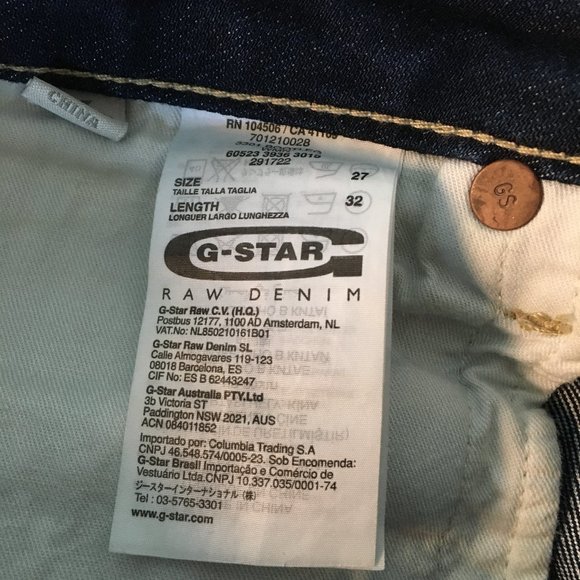 CHINA
RN 104506 / CA
701210028
60523 3936 3016
291722
SIZE 27
TAILLE TALLA TAGLIA
LENGTH 32
LONGUER LARGO LUNGHEZZA
G-STAR
RAW DENIM
G-Star Raw C.V. (H.Q.)
Postbus 12177, 1100 AD Amsterdam, NL
VAT.No: NL850210161B01
G-Star Raw Denim SL
Calle Almogavares 119-123
08018 Barcelona, ES
CIF No: ES B 62443247
G-Star Australia PTY.Ltd
3b Victoria ST
Paddington NSW 2021, AUS
ACN 084011852
Importado por: Columbia Trading S.A
CNPJ 46.548.574/0005-23. Sob Encomenda:
G-Star Brasil Importação e Comércio de
Vestuário Ltda.CNPJ 10.337.035/0001-74
ジースターインターナショナル (株)
Tel : 03-5765-3301
www.g-star.com
GS